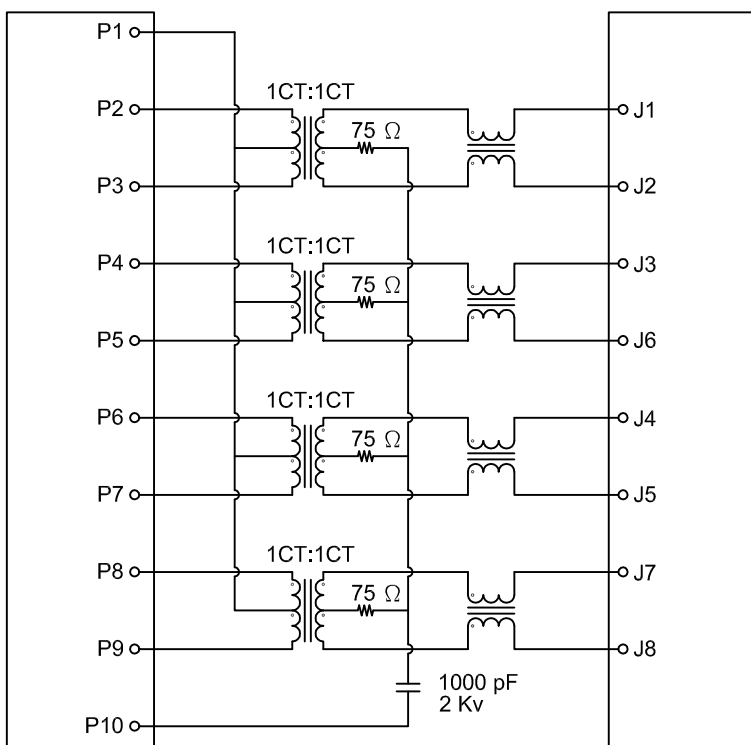 P1
1CT:1CT
P2
75 Ω
J1
P3
J2
1CT:1CT
P4
75 Ω
J3
P5
J6
1CT:1CT
P6
75 Ω
J4
P7
J5
1CT:1CT
P8
75 Ω
J7
P9
J8
1000 pF
2 Kv
P10